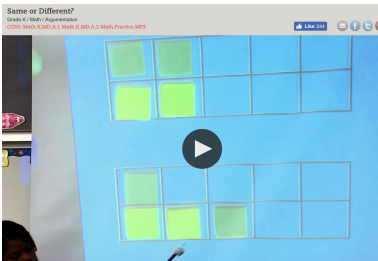 Same or Different?
Grade K / Math / Argumentation
CCSS: Math.K.MD.A.1 Math.K.MD.A.2 Math.Practice.MP3
Like 244